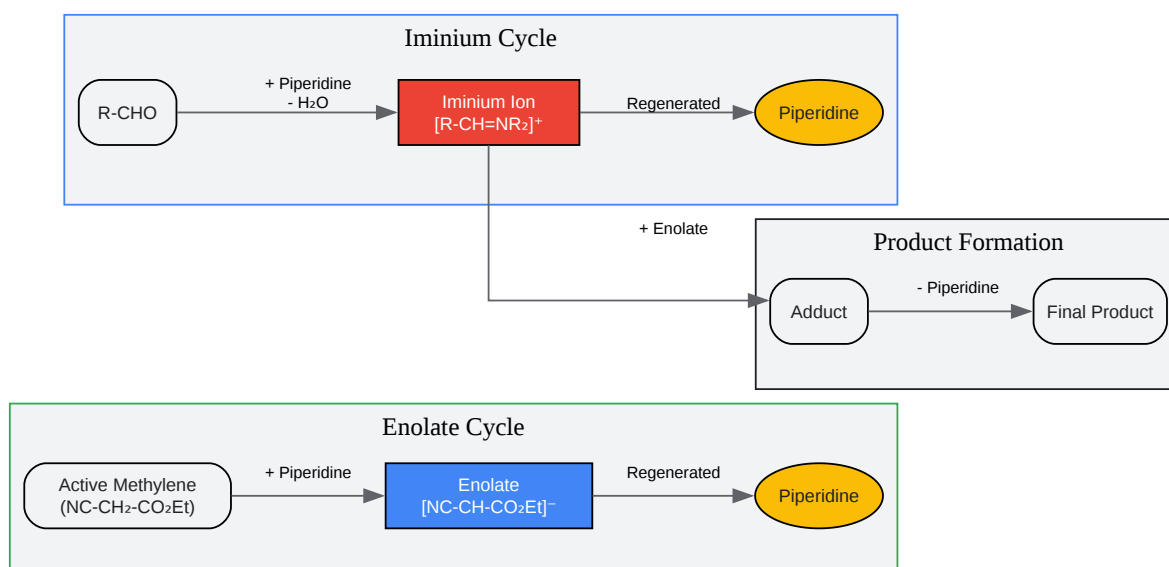 Iminium Cycle
R-CHO
+ Piperidine
- H₂O
Iminium Ion
[R-CH=NR₂]⁺
Regenerated
Piperidine
+ Enolate
Product Formation
Adduct
- Piperidine
Final Product
Enolate Cycle
Active Methylene
(NC-CH₂-CO₂Et)
+ Piperidine
Enolate
[NC-CH-CO₂Et]⁻
Regenerated
Piperidine